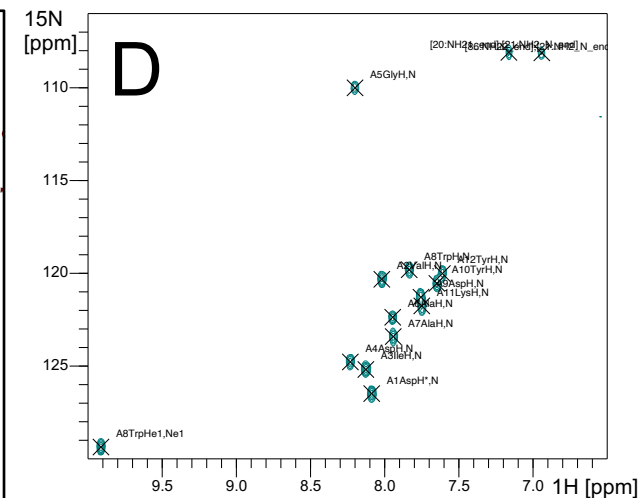 15N
[ppm]
D
A5GlyH,N
110
115
A8TrpH,N
A12TyrH,N
A2ValH,N
A10TyrH,N
120
A9AspH,N
A11LysH,N
A7AlaH,N
A4AspH,N
A3IleH,N
125
A1AspH*,N
A8TrpHe1,Ne1
9.5
9.0
8.5
8.0
7.5
7.0
1H [ppm]